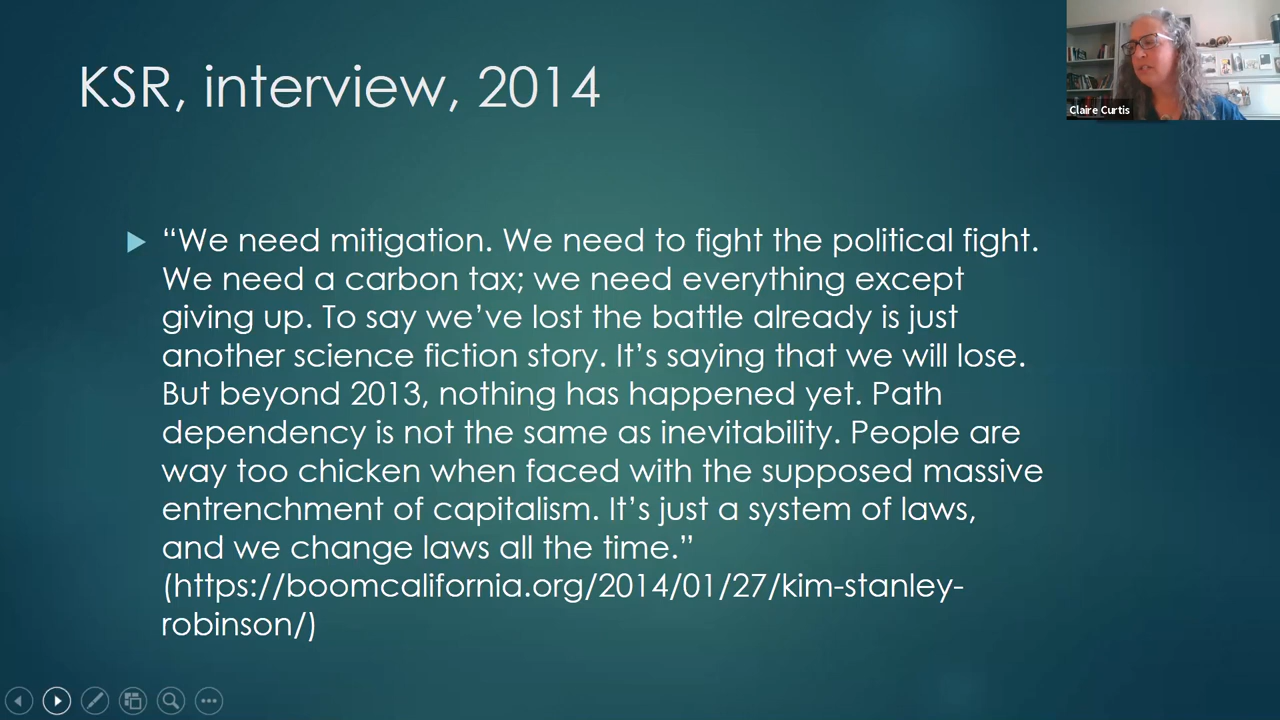 KSR, interview, 2014
Claire Curtis
“We need mitigation. We need to fight the political fight.
We need a carbon tax; we need everything except
giving up. To say we’ve lost the battle already is just
another science fiction story. It’s saying that we will lose.
But beyond 2013, nothing has happened yet. Path
dependency is not the same as inevitability. People are
way too chicken when faced with the supposed massive
entrenchment of capitalism. It’s just a system of laws,
and we change laws all the time.”
(https://boomcalifornia.org/2014/01/27/kim-stanley-
robinson/)